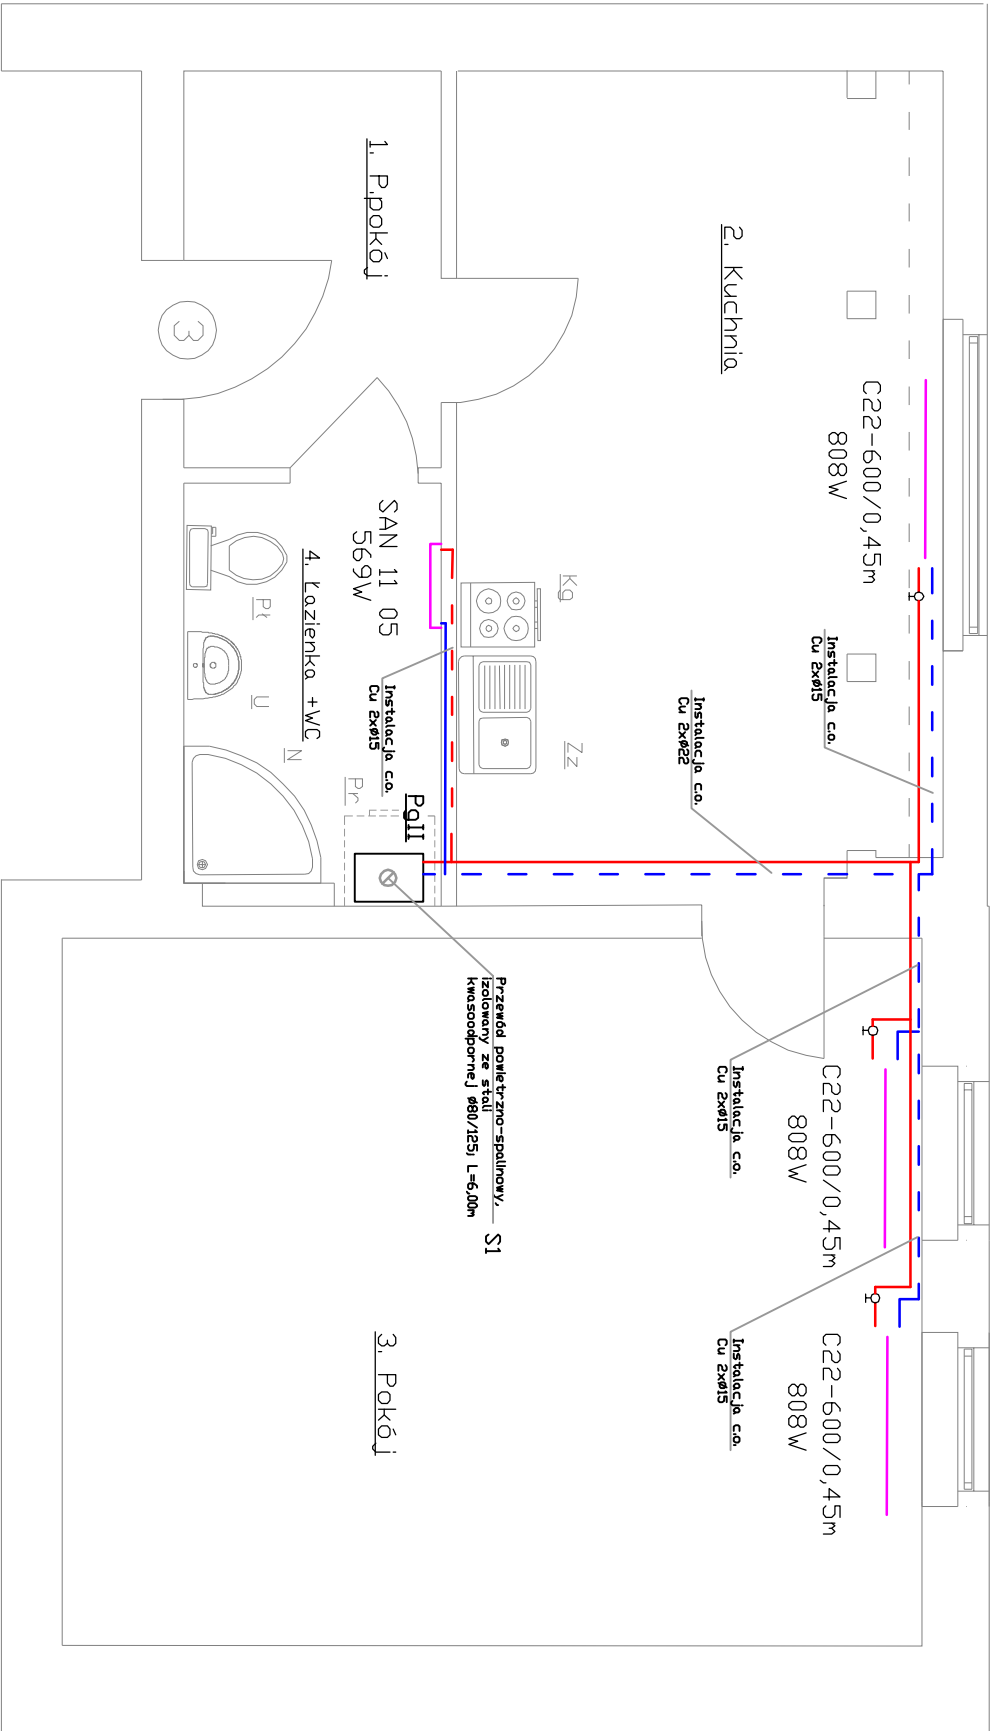 C22-600/0,45m
808W
C22-600/0,45m
808W
C22-600/0,45m
808W
Instalacja c.o.
Cu 2xø15
2. Kuchnia
Instalacja c.o.
Cu 2xø22
Instalacja c.o.
Cu 2xø15
Instalacja c.o.
Cu 2xø15
Kg
Zz
Przewód powietrzno-spalinowy,
izolowany ze stali
kwasoodpornej ø80/125; L=6,00m
S1
1. P.pokój
SAN 11 05
569W
Instalacja c.o.
Cu 2xø15
PgII
Pr
3. Pokój
4. Łazienka +WC
N
Pł
U
3